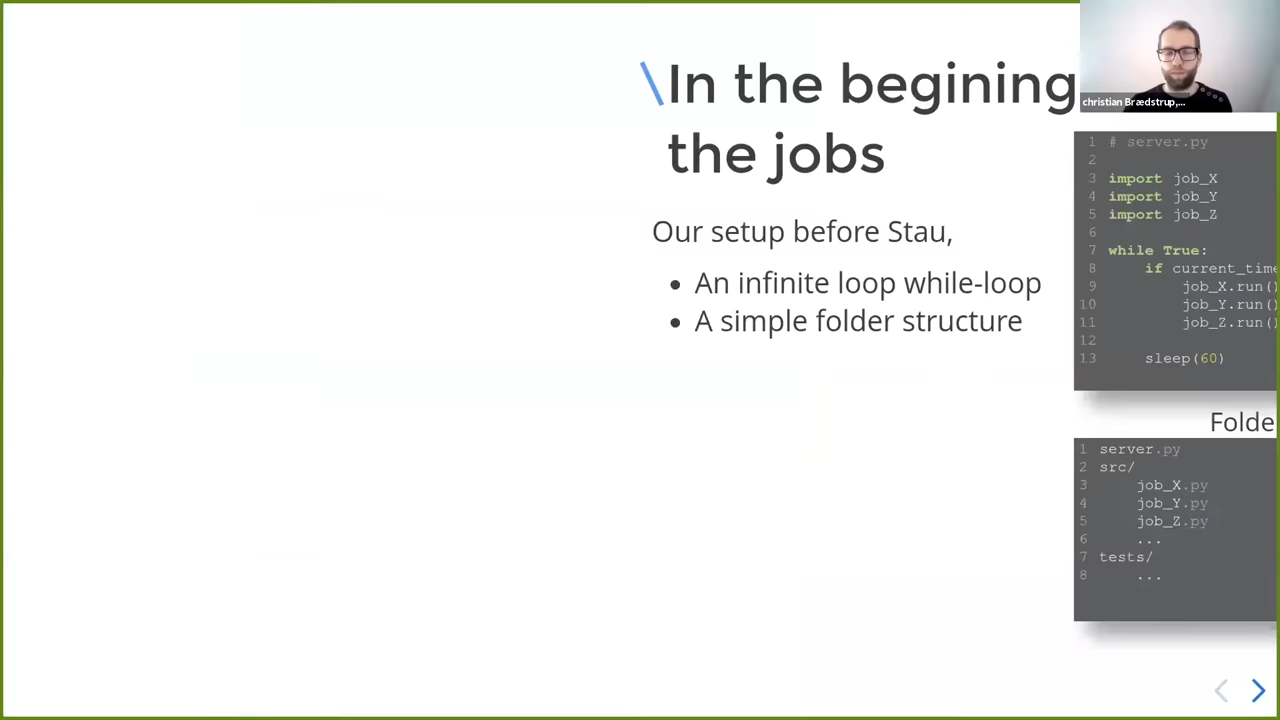 \In the begining
the jobs
christian Brædstrup,...
Our setup before Stau,
• An infinite loop while-loop
• A simple folder structure
1 # server.py
2
3 import job_X
4 import job_Y
5 import job_Z
6
7 while True:
8 if current_time
9 job_X.run()
10 job_Y.run()
11 job_Z.run()
12
13 sleep(60)
Folde
1 server.py
2 src/
3 job_X.py
4 job_Y.py
5 job_Z.py
6 ...
7 tests/
8 ...